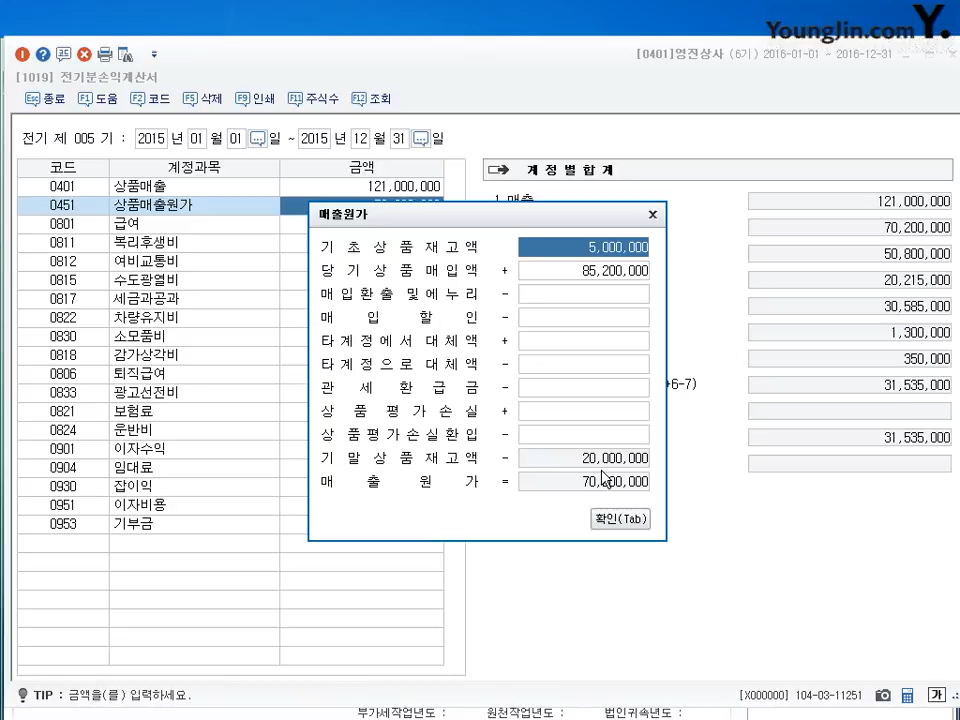 YoungJin.com Y.
[0401]영진상사 (6기) 2016-01-01 ~ 2016-12-31
[1019] 전기분손익계산서
Esc 종료 F1 도움 F2 코드 F5 삭제 F9 인쇄 F11 주식수 F12 조회
전기 제 005 기 : 2015 년 01 월 01 일 ~ 2015 년 12 월 31 일
코드 계정과목 금액
0401 상품매출 121,000,000
0451 상품매출원가
0801 급여
0811 복리후생비
0812 여비교통비
0815 수도광열비
0817 세금과공과
0822 차량유지비
0830 소모품비
0818 감가상각비
0806 퇴직급여
0833 광고선전비
0821 보험료
0824 운반비
0901 이자수익
0904 임대료
0930 잡이익
0951 이자비용
0953 기부금
매출원가
기 초 상 품 재 고 액 5,000,000
당 기 상 품 매 입 액 + 85,200,000
매 입 환 출 및 에 누 리 -
매 입 할 인 -
타 계 정 에 서 대 체 액 +
타 계 정 으 로 대 체 액 -
관 세 환 급 금 -
상 품 평 가 손 실 +
상 품 평 가 손 실 환 입 -
기 말 상 품 재 고 액 - 20,000,000
매 출 원 가 = 70,200,000
확인(Tab)
계 정 별 합 계
1.매출 121,000,000
70,200,000
50,800,000
20,215,000
30,585,000
1,300,000
350,000
+6-7) 31,535,000
31,535,000
TIP : 금액을(를) 입력하세요.
[X000000] 104-03-11251 가
부가세작업년도 : 원천작업년도 : 법인귀속년도 :